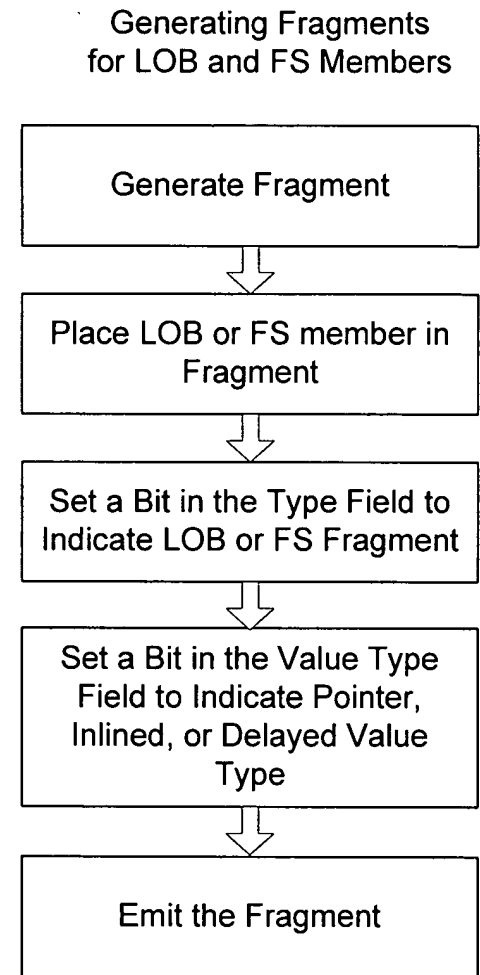 Generating Fragments
for LOB and FS Members
Generate Fragment
Place LOB or FS member in
Fragment
Set a Bit in the Type Field to
Indicate LOB or FS Fragment
Set a Bit in the Value Type
Field to Indicate Pointer,
Inlined, or Delayed Value
Type
Emit the Fragment